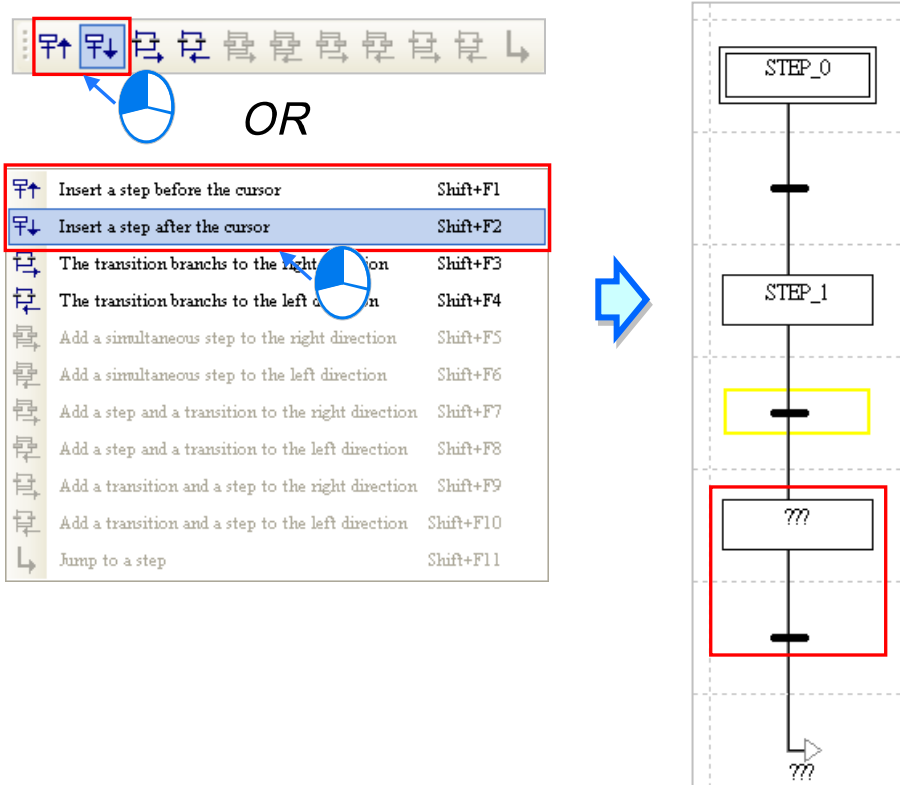 OR
Insert a step before the cursor Shift+F1
Insert a step after the cursor Shift+F2
The transition branchs to the right Shift+F3
The transition branchs to the left Shift+F4
Add a simultaneous step to the right direction Shift+F5
Add a simultaneous step to the left direction Shift+F6
Add a step and a transition to the right direction Shift+F7
Add a step and a transition to the left direction Shift+F8
Add a transition and a step to the right direction Shift+F9
Add a transition and a step to the left direction Shift+F10
Jump to a step Shift+F11
STEP_0
STEP_1
???
???